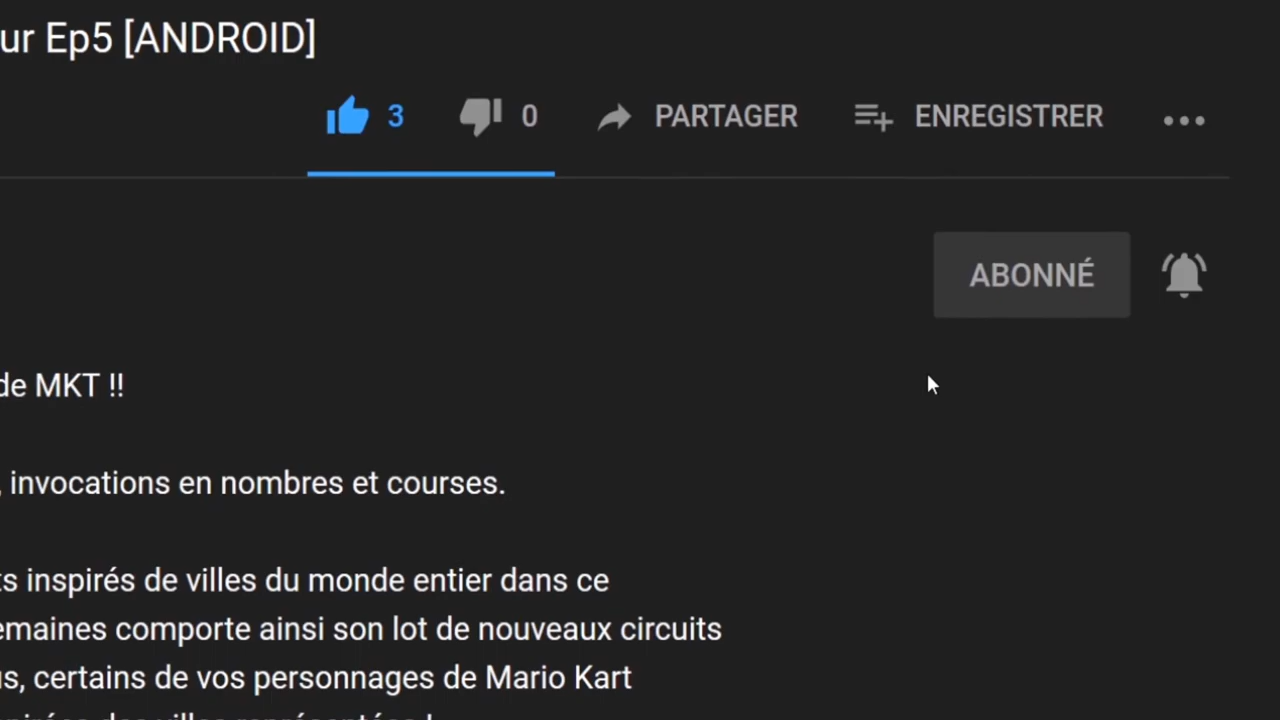 ur Ep5 [ANDROID]
3 0 PARTAGER ENREGISTRER
ABONNÉ
de MKT !!
, invocations en nombres et courses.
ts inspirés de villes du monde entier dans ce
emaines comporte ainsi son lot de nouveaux circuits
us, certains de vos personnages de Mario Kart